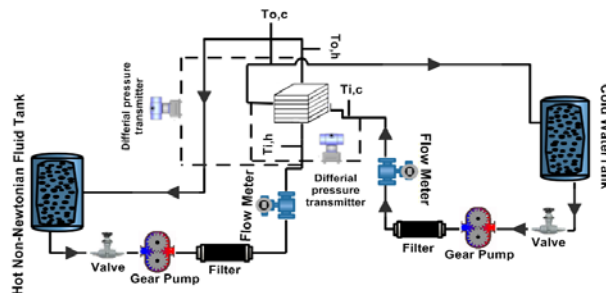 To,c
To,h
Differial pressure
transmitter
Ti,c
Ti,h
Differial
pressure
transmitter
Hot Non-Newtonian Fluid Tank
Cold Water Tank
Flow Meter
Flow Meter
Valve
Gear Pump
Filter
Filter
Gear Pump
Valve